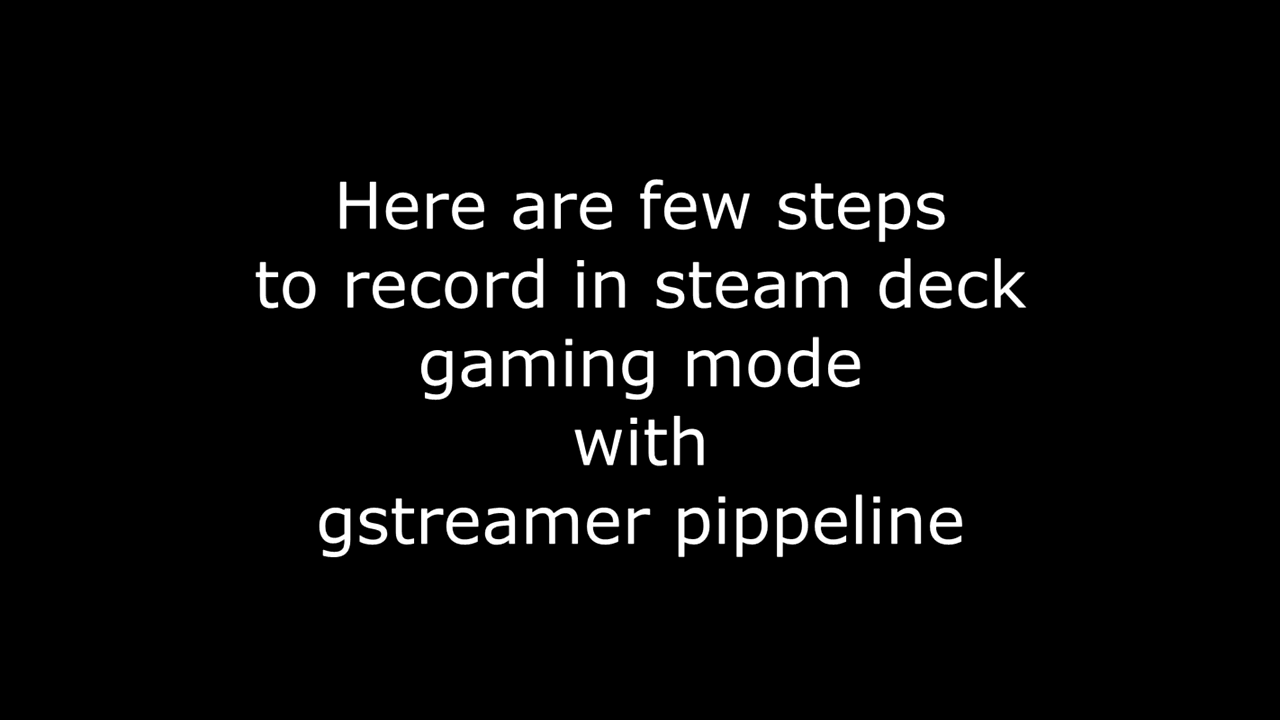 Here are few steps
to record in steam deck
gaming mode
with
gstreamer pippeline